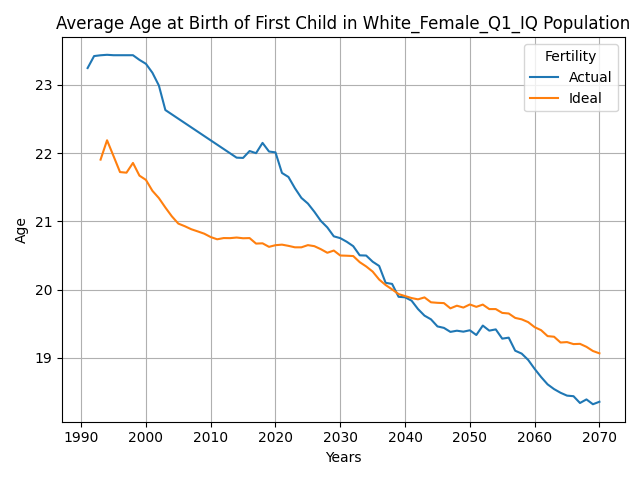 Average Age at Birth of First Child in White_Female_Q1_IQ Population
Fertility
Actual
Ideal
Age
23
22
21
20
19
1990 2000 2010 2020 2030 2040 2050 2060 2070
Years